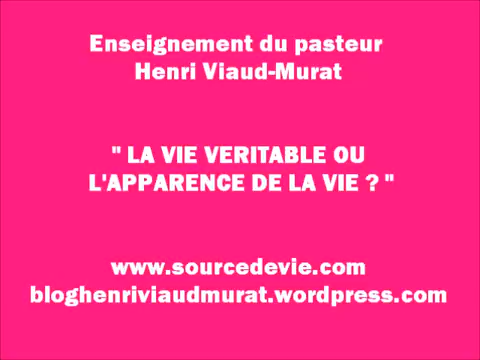 Enseignement du pasteur
Henri Viaud-Murat
" LA VIE VERITABLE OU
L'APPARENCE DE LA VIE ? "
www.sourcedevie.com
bloghenriviaudmurat.wordpress.com